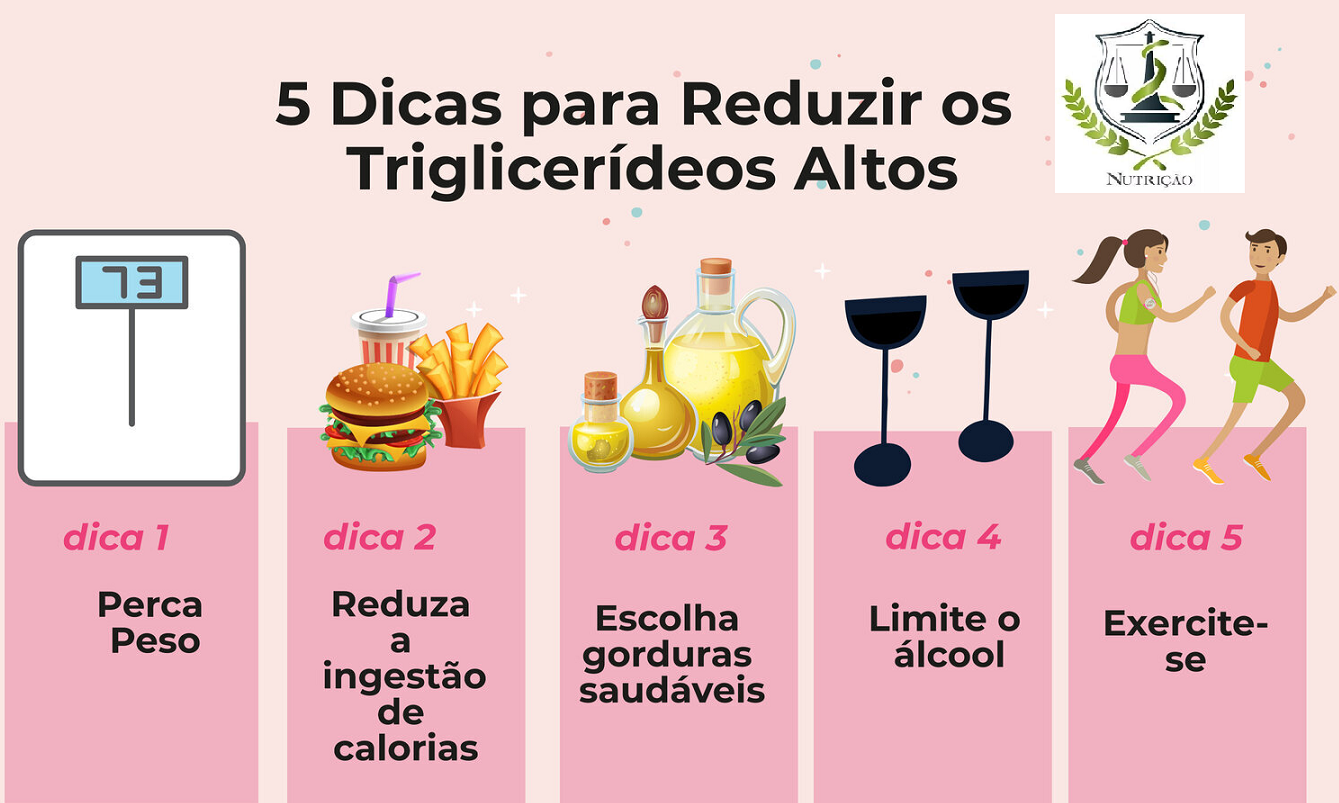 5 Dicas para Reduzir os
Triglicerídeos Altos
NUTRIÇÃO
73
dica 1
Perca
Peso
dica 2
Reduza
a
ingestão
de
calorias
dica 3
Escolha
gorduras
saudáveis
dica 4
Limite o
álcool
dica 5
Exercite-
se